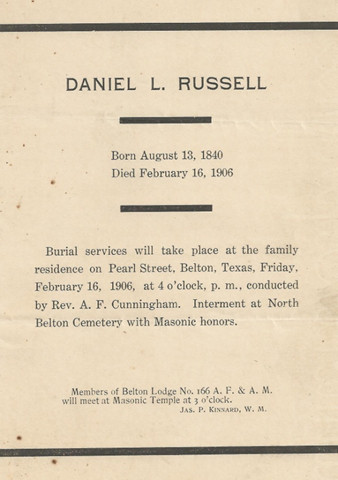 DANIEL L. RUSSELL
Born August 13, 1840
Died February 16, 1906
Burial services will take place at the family
residence on Pearl Street, Belton, Texas, Friday,
February 16, 1906, at 4 o'clock, p. m., conducted
by Rev. A. F. Cunningham. Interment at North
Belton Cemetery with Masonic honors.
Members of Belton Lodge No. 166 A. F. & A. M.
will meet at Masonic Temple at 3 o'clock.
JAS. P. KINNARD, W. M.